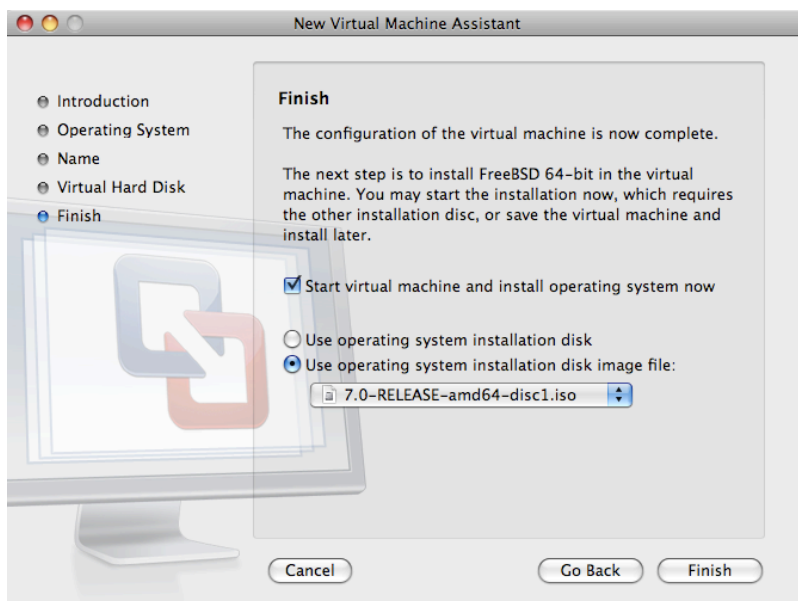 New Virtual Machine Assistant
Introduction
Operating System
Name
Virtual Hard Disk
Finish
Finish
The configuration of the virtual machine is now complete.
The next step is to install FreeBSD 64-bit in the virtual
machine. You may start the installation now, which requires
the other installation disc, or save the virtual machine and
install later.
Start virtual machine and install operating system now
Use operating system installation disk
Use operating system installation disk image file:
7.0-RELEASE-amd64-disc1.iso
Cancel
Go Back
Finish